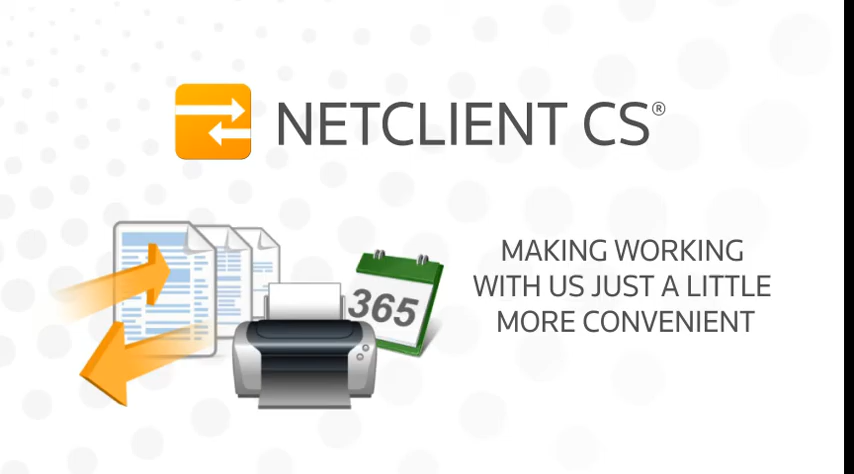 NETCLIENT CS®
365
MAKING WORKING
WITH US JUST A LITTLE
MORE CONVENIENT